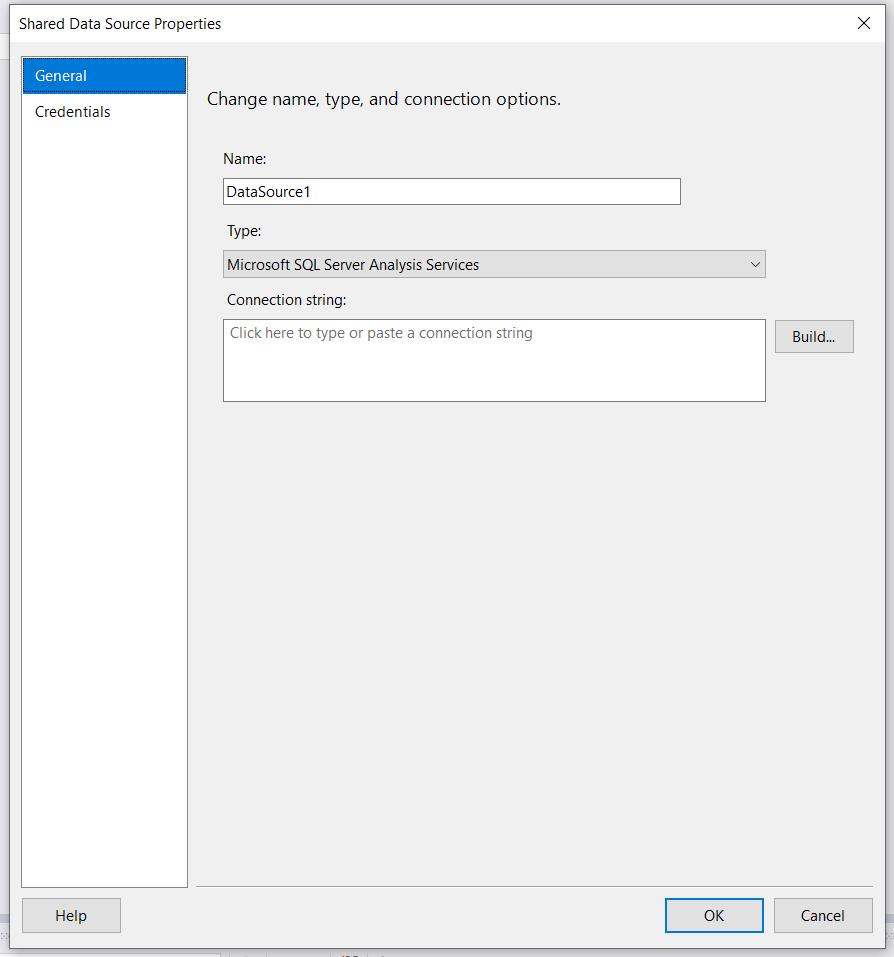 Shared Data Source Properties
General
Credentials
Change name, type, and connection options.
Name:
DataSource1
Type:
Microsoft SQL Server Analysis Services
Connection string:
Click here to type or paste a connection string
Build...
Help
OK
Cancel